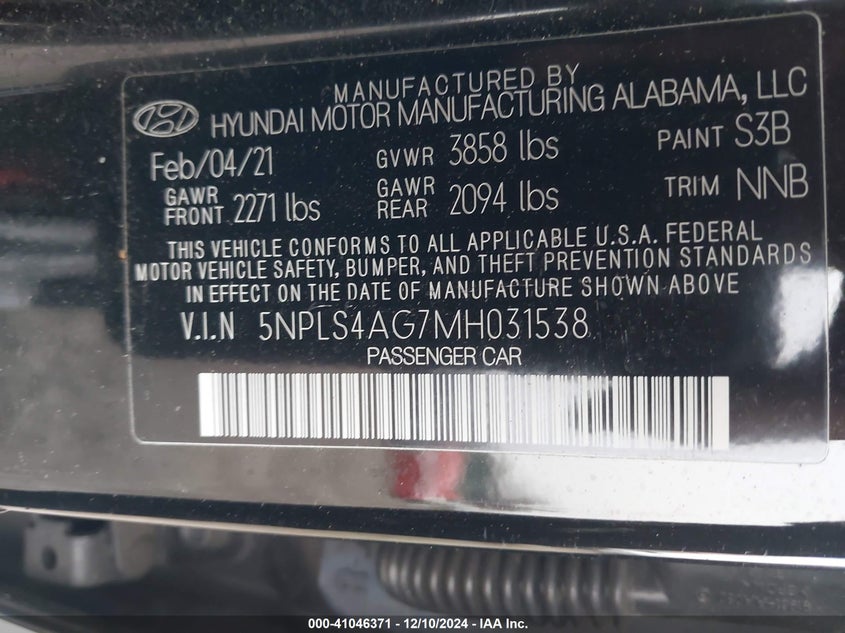 MANUFACTURED BY
HYUNDAI MOTOR MANUFACTURING ALABAMA, LLC
Feb/04/21 GVWR 3858 lbs PAINT S3B
GAWR FRONT 2271 lbs GAWR REAR 2094 lbs TRIM NNB
THIS VEHICLE CONFORMS TO ALL APPLICABLE U.S.A. FEDERAL
MOTOR VEHICLE SAFETY, BUMPER, AND THEFT PREVENTION STANDARDS
IN EFFECT ON THE DATE OF MANUFACTURE SHOWN ABOVE
V.I.N 5NPLS4AG7MH031538
PASSENGER CAR
000-41046371 — 12/10/2024 — IAA Inc.